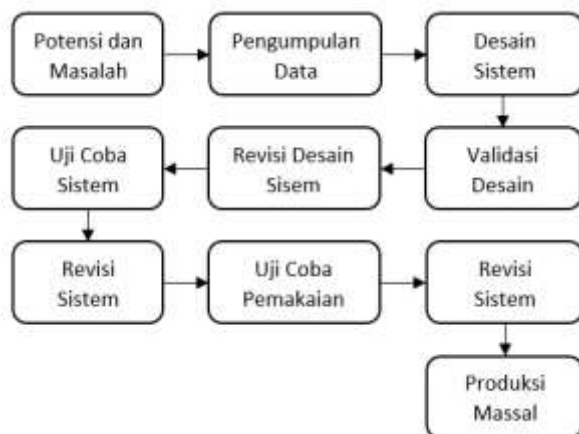 Potensi dan
Masalah
Pengumpulan
Data
Desain
Sistem
Validasi
Desain
Revisi Desain
Sisem
Uji Coba
Sistem
Revisi
Sistem
Uji Coba
Pemakaian
Revisi
Sistem
Produksi
Massal